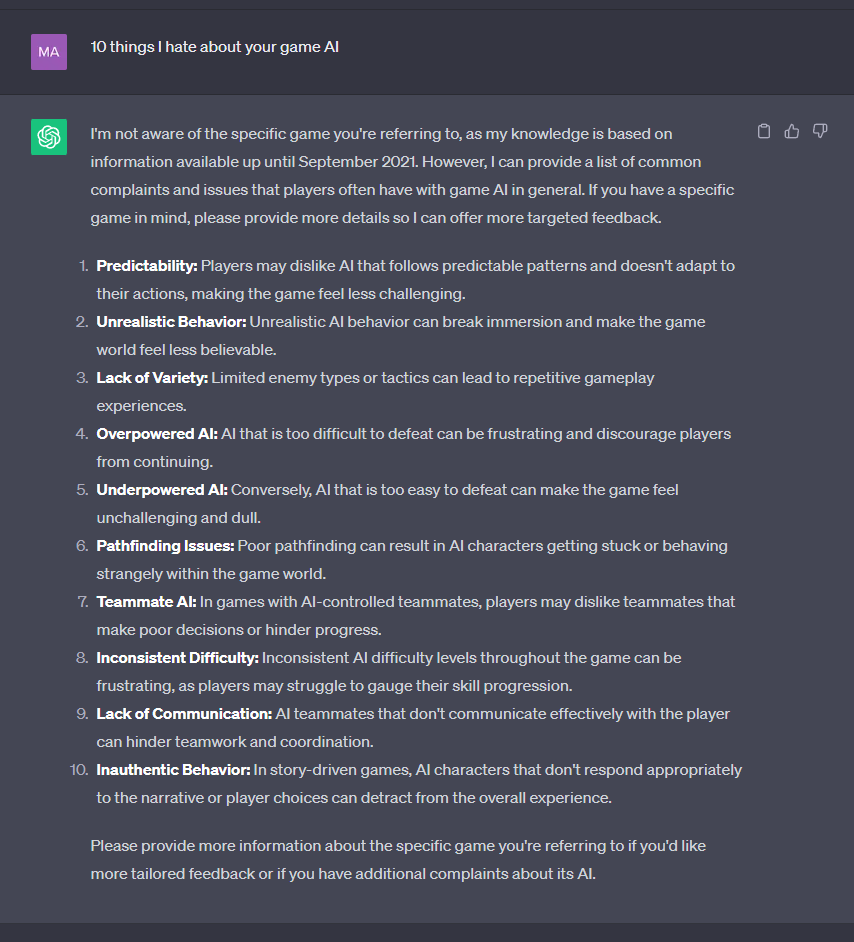 MA
10 things I hate about your game AI
I'm not aware of the specific game you're referring to, as my knowledge is based on
information available up until September 2021. However, I can provide a list of common
complaints and issues that players often have with game AI in general. If you have a specific
game in mind, please provide more details so I can offer more targeted feedback.
1. Predictability: Players may dislike AI that follows predictable patterns and doesn't adapt to
their actions, making the game feel less challenging.
2. Unrealistic Behavior: Unrealistic AI behavior can break immersion and make the game
world feel less believable.
3. Lack of Variety: Limited enemy types or tactics can lead to repetitive gameplay
experiences.
4. Overpowered AI: AI that is too difficult to defeat can be frustrating and discourage players
from continuing.
5. Underpowered AI: Conversely, AI that is too easy to defeat can make the game feel
unchallenging and dull.
6. Pathfinding Issues: Poor pathfinding can result in AI characters getting stuck or behaving
strangely within the game world.
7. Teammate AI: In games with AI-controlled teammates, players may dislike teammates that
make poor decisions or hinder progress.
8. Inconsistent Difficulty: Inconsistent AI difficulty levels throughout the game can be
frustrating, as players may struggle to gauge their skill progression.
9. Lack of Communication: AI teammates that don't communicate effectively with the player
can hinder teamwork and coordination.
10. Inauthentic Behavior: In story-driven games, AI characters that don't respond appropriately
to the narrative or player choices can detract from the overall experience.
Please provide more information about the specific game you're referring to if you'd like
more tailored feedback or if you have additional complaints about its AI.